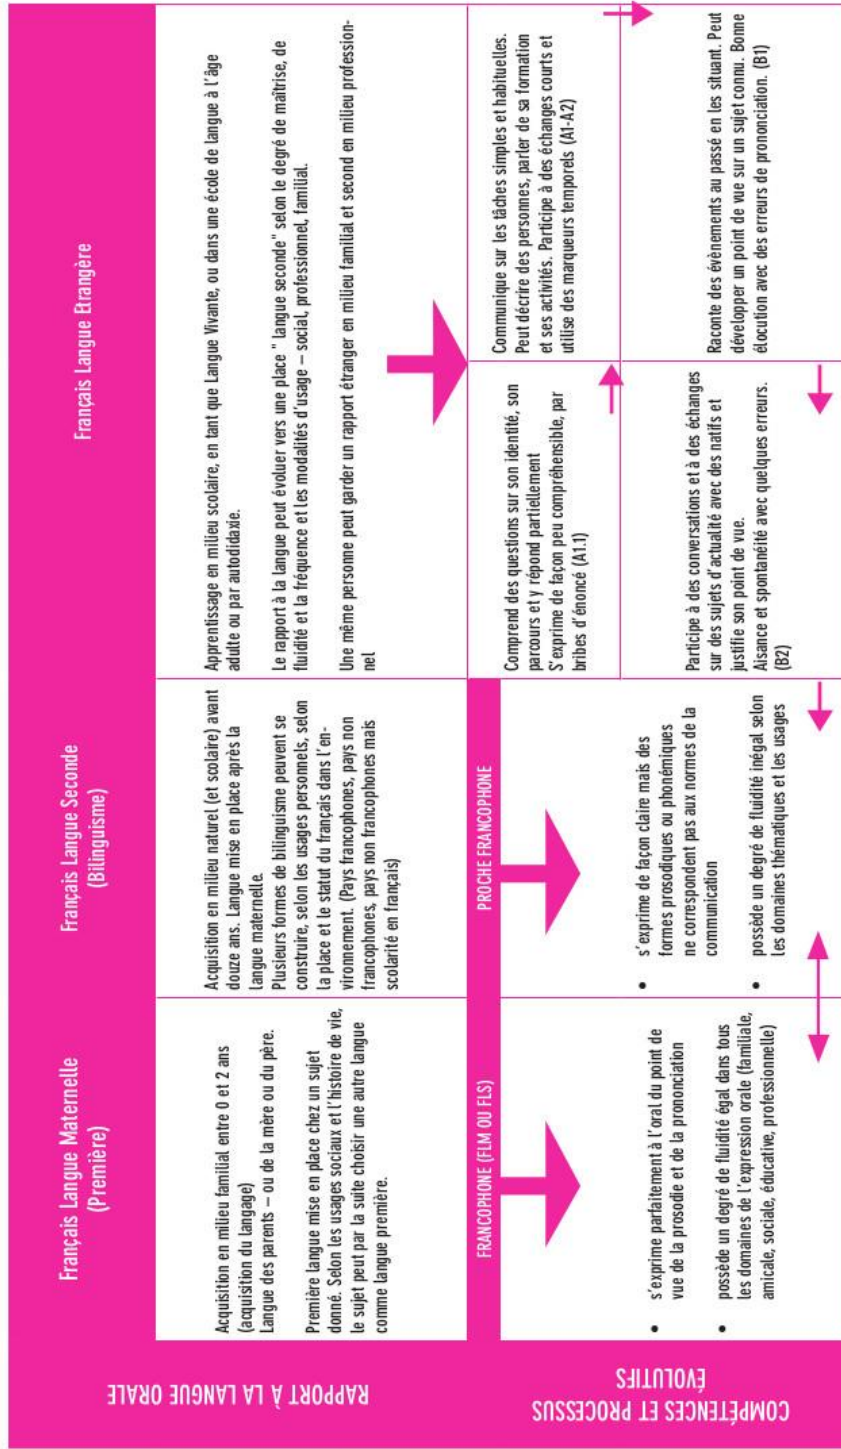 Français Langue Maternelle
(Première)
Français Langue Seconde
(Bilinguisme)
Français Langue Etrangère
RAPPORT À LA LANGUE ORALE
Acquisition en milieu familial entre 0 et 2 ans
(acquisition du langage)
Langue des parents – ou de la mère ou du père.
Première langue mise en place chez un sujet
donné. Selon les usages sociaux et l'histoire de vie,
le sujet peut par la suite choisir une autre langue
comme langue première.
Acquisition en milieu naturel (et scolaire) avant
douze ans. Langue mise en place après la
langue maternelle.
Plusieurs formes de bilinguisme peuvent se
construire, selon les usages personnels, selon
la place et le statut du français dans l'en-
vironnement. (Pays francophones, pays non
francophones, pays non francophones mais
scolarité en français)
Apprentissage en milieu scolaire, en tant que Langue Vivante, ou dans une école de langue à l'âge
adulte ou par autodidaxie.
Le rapport à la langue peut évoluer vers une place " langue seconde" selon le degré de maîtrise, de
fluidité et la fréquence et les modalités d'usage – social, professionnel, familial.
Une même personne peut garder un rapport étranger en milieu familial et second en milieu profession-
nel
COMPÉTENCES ET PROCESSUS
ÉVOLUTIFS
FRANCOPHONE (FLM OU FLS)
• s'exprime parfaitement à l'oral du point de
vue de la prosodie et de la prononciation
• possède un degré de fluidité égal dans tous
les domaines de l'expression orale (familiale,
amicale, sociale, éducative, professionnelle)
PROCHE FRANCOPHONE
• s'exprime de façon claire mais des
formes prosodiques ou phonémiques
ne correspondent pas aux normes de la
communication
• possède un degré de fluidité inégal selon
les domaines thématiques et les usages
Comprend des questions sur son identité, son
parcours et y répond partiellement
S'exprime de façon peu compréhensible, par
bribes d'énoncé (A1.1)
Communique sur les tâches simples et habituelles.
Peut décrire des personnes, parler de sa formation
et ses activités. Participe à des échanges courts et
utilise des marqueurs temporels (A1-A2)
Participe à des conversations et à des échanges
sur des sujets d'actualité avec des natifs et
justifie son point de vue.
Aisance et spontanéité avec quelques erreurs.
(B2)
Raconte des évènements au passé en les situant. Peut
développer un point de vue sur un sujet connu. Bonne
élocution avec des erreurs de prononciation. (B1)